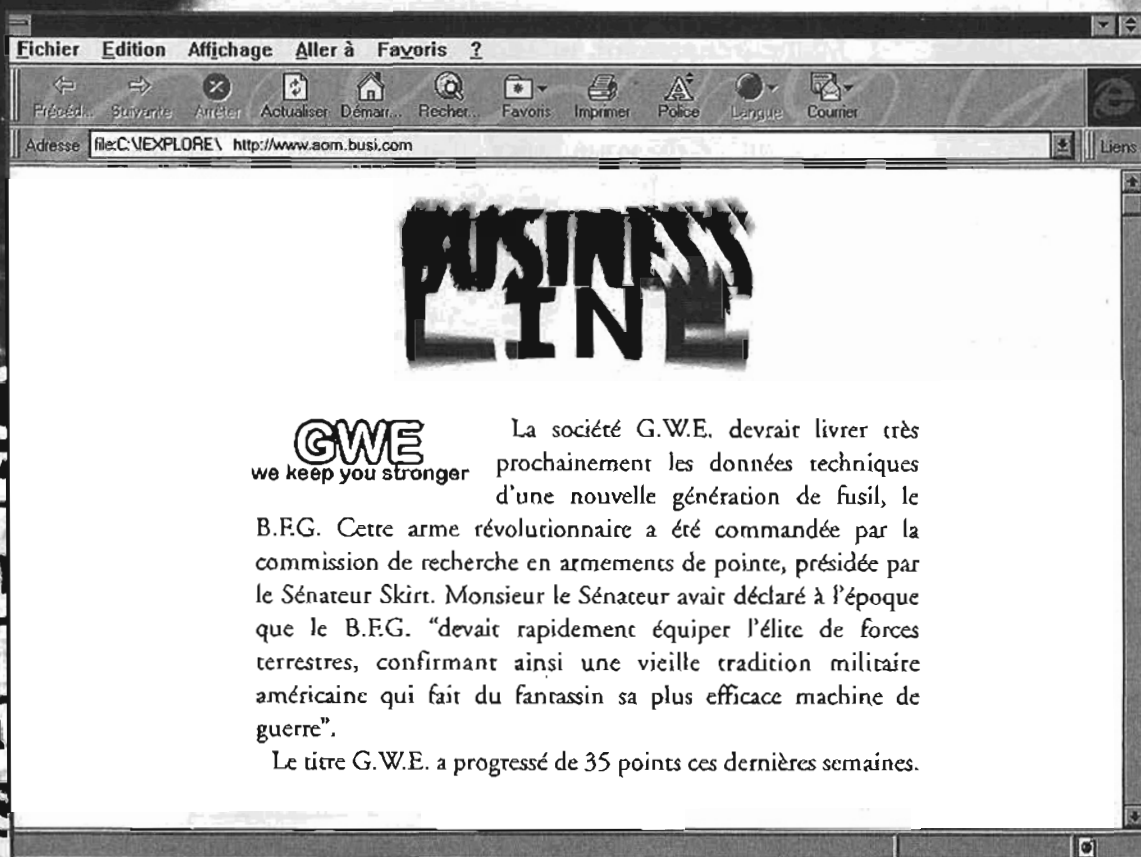 Fichier Edition Affichage Aller à Favoris ?
Précéd... Suivante Arrêter Actualiser Démarr... Recher... Favoris Imprimer Police Langue Courrier
Adresse file:C:\IEXPLORE\ http://www.aom.busi.com Liens
BUSINESS
LINE
GWE
we keep you stronger
La société G.W.E. devrait livrer très
prochainement les données techniques
d'une nouvelle génération de fusil, le
B.F.G. Cette arme révolutionnaire a été commandée par la
commission de recherche en armements de pointe, présidée par
le Sénateur Skirt. Monsieur le Sénateur avait déclaré à l'époque
que le B.F.G. "devait rapidement équiper l'élite de forces
terrestres, confirmant ainsi une vieille tradition militaire
américaine qui fait du fantassin sa plus efficace machine de
guerre".
Le titre G.W.E. a progressé de 35 points ces dernières semaines.